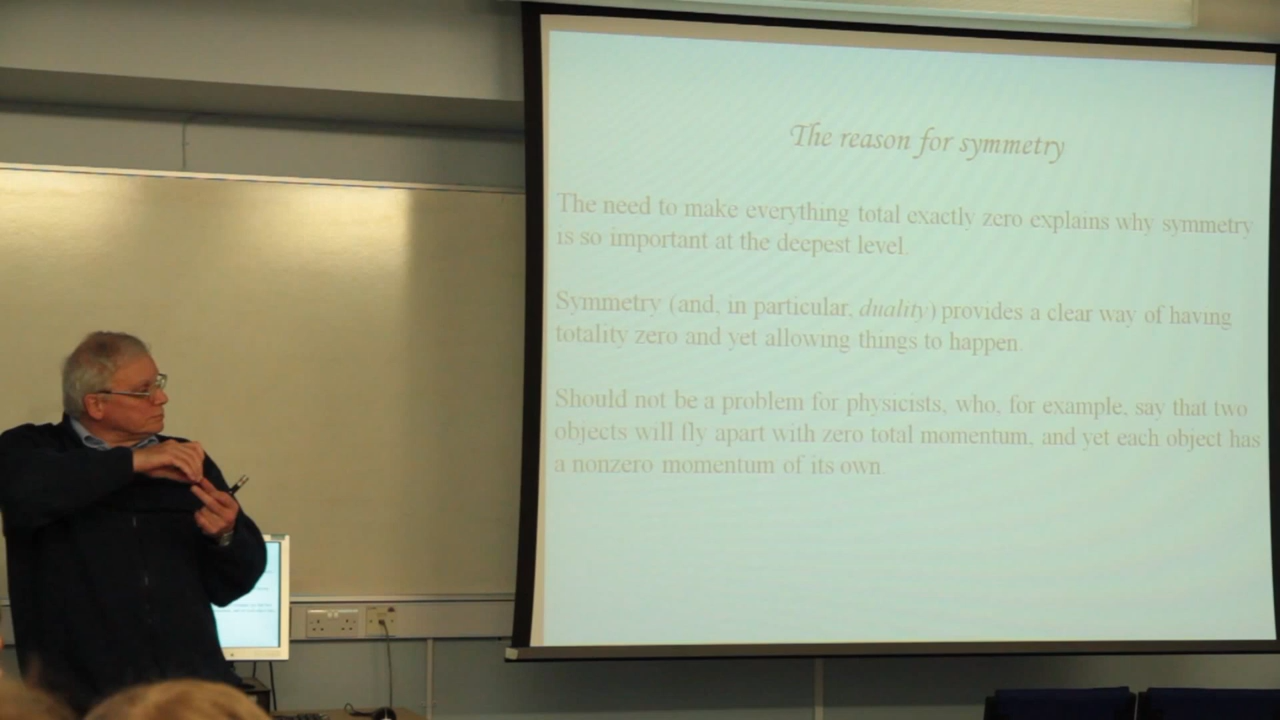 The reason for symmetry
The need to make everything total exactly zero explains why symmetry
is so important at the deepest level.
Symmetry (and, in particular, duality) provides a clear way of having
totality zero and yet allowing things to happen.
Should not be a problem for physicists, who, for example, say that two
objects will fly apart with zero total momentum, and yet each object has
a nonzero momentum of its own.